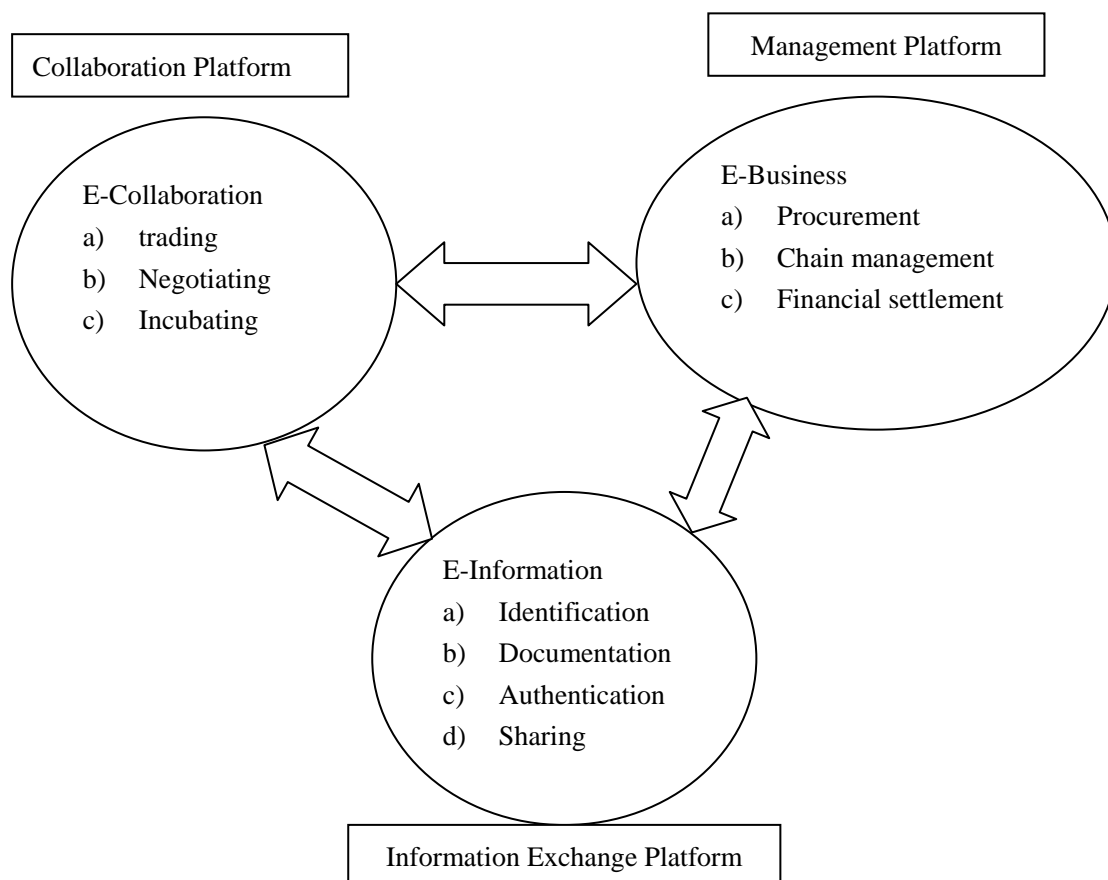 Collaboration Platform
Management Platform
E-Collaboration
a) trading
b) Negotiating
c) Incubating
E-Business
a) Procurement
b) Chain management
c) Financial settlement
E-Information
a) Identification
b) Documentation
c) Authentication
d) Sharing
Information Exchange Platform